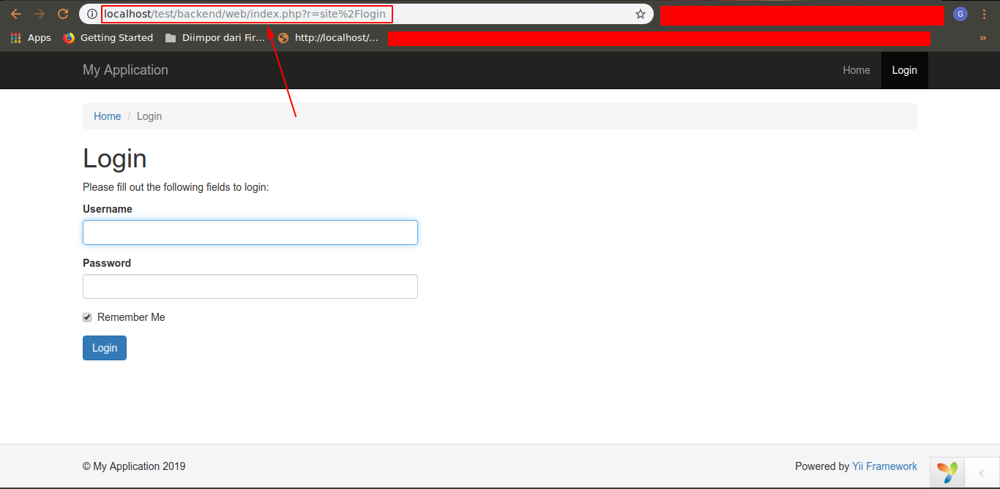 localhost/test/backend/web/index.php?r=site%2Flogin
G
Apps Getting Started Diimpor dari Fir... http://localhost/... »
My Application Home Login
Home / Login
Login
Please fill out the following fields to login:
Username
Password
Remember Me
Login
© My Application 2019 Powered by Yii Framework